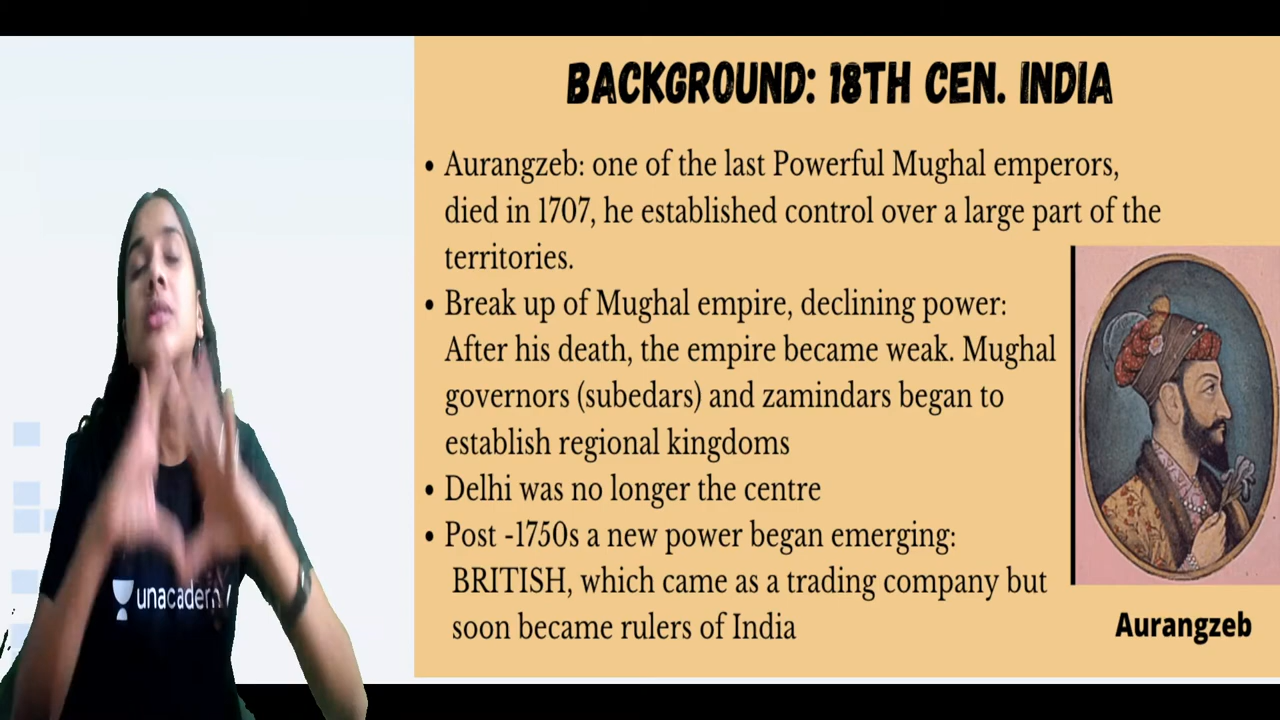 BACKGROUND: 18TH CEN. INDIA
• Aurangzeb: one of the last Powerful Mughal emperors,
died in 1707, he established control over a large part of the
territories.
• Break up of Mughal empire, declining power:
After his death, the empire became weak. Mughal
governors (subedars) and zamindars began to
establish regional kingdoms
• Delhi was no longer the centre
• Post -1750s a new power began emerging:
BRITISH, which came as a trading company but
soon became rulers of India
Aurangzeb